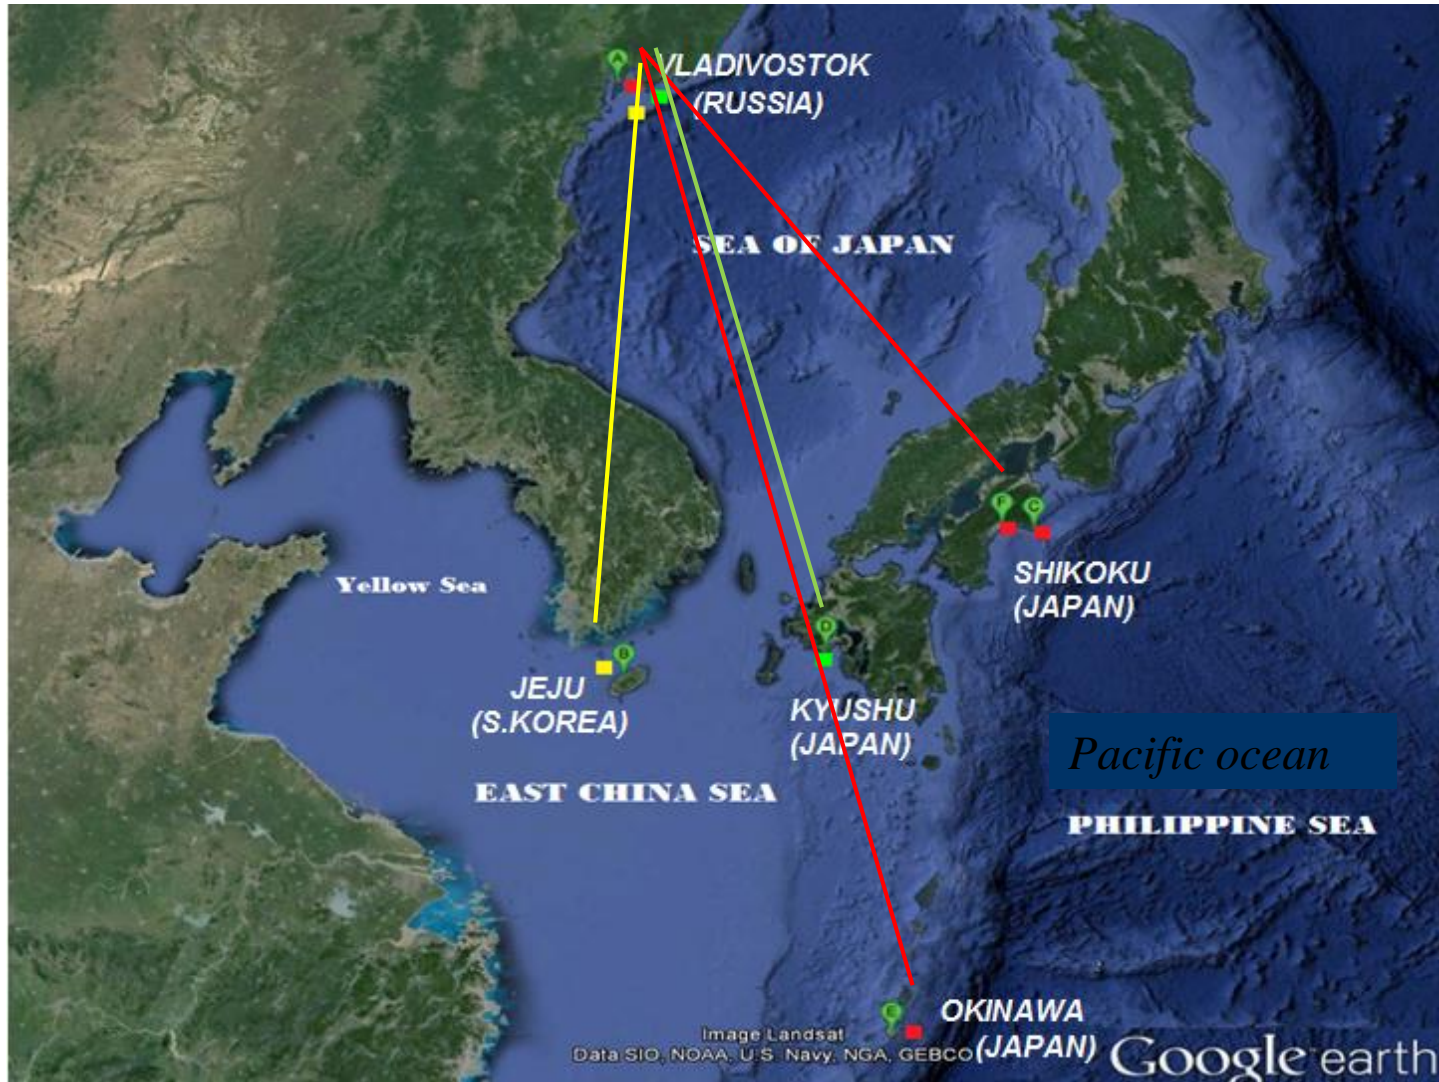 A
VLADIVOSTOK
(RUSSIA)
SEA OF JAPAN
F C
SHIKOKU
(JAPAN)
Yellow Sea
D
B
JEJU
(S.KOREA)
KYUSHU
(JAPAN)
Pacific ocean
EAST CHINA SEA
PHILIPPINE SEA
E
OKINAWA
(JAPAN)
Image Landsat
Data SIO, NOAA, U.S. Navy, NGA, GEBCO
Google earth